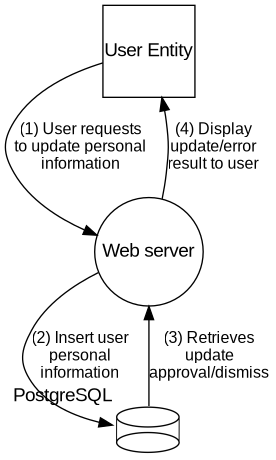 User Entity
(1) User requests
to update personal
information
(4) Display
update/error
result to user
Web server
(2) Insert user
personal
information
(3) Retrieves
update
approval/dismiss
PostgreSQL